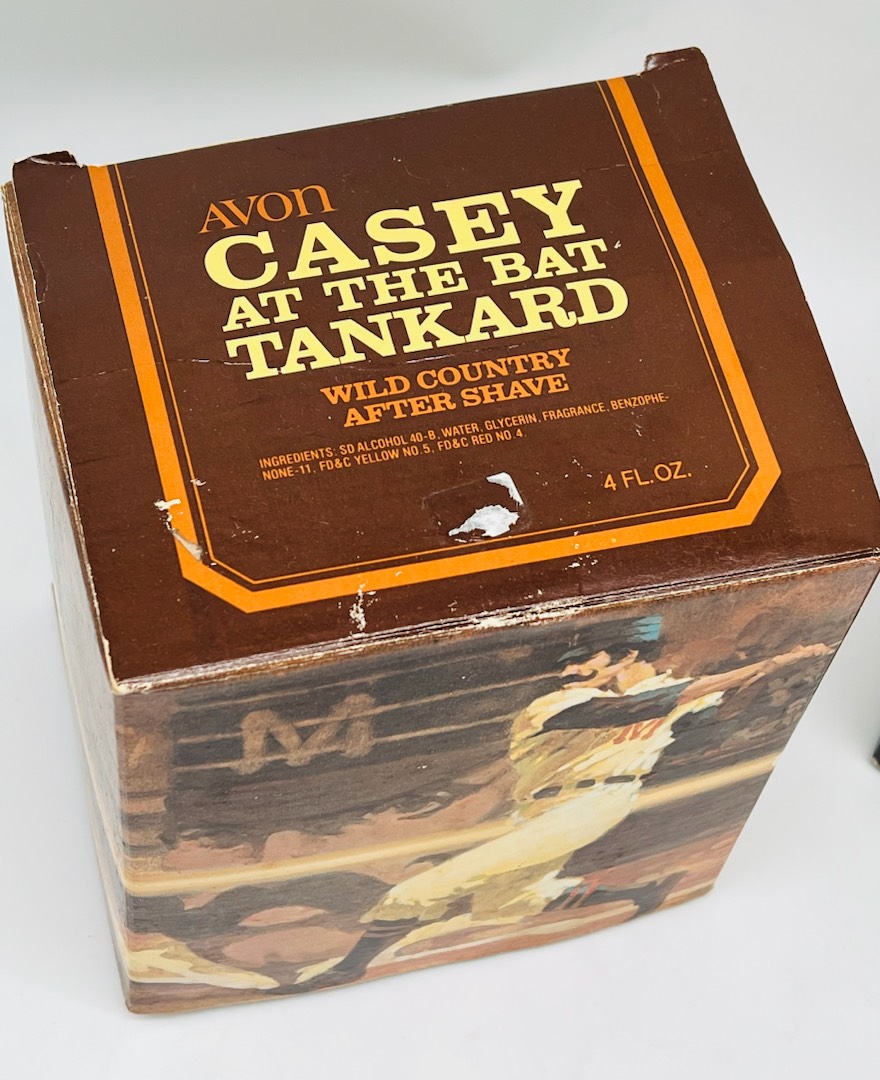 AVON
CASEY
AT THE BAT
TANKARD
WILD COUNTRY
AFTER SHAVE
INGREDIENTS: SD ALCOHOL 40-B, WATER, GLYCERIN, FRAGRANCE, BENZOPHE-
NONE-11, FD&C YELLOW NO. 5, FD&C RED NO. 4
4 FL. OZ.
M
M